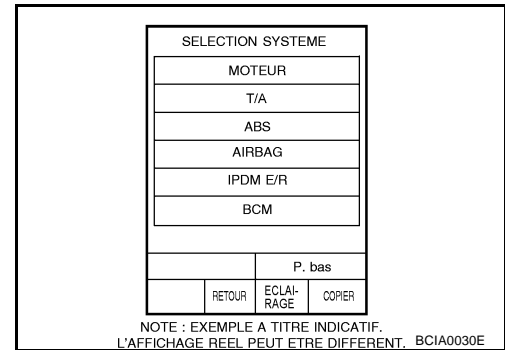 SELECTION SYSTEME
MOTEUR
T/A
ABS
AIRBAG
IPDM E/R
BCM
P. bas
RETOUR
ECLAI-
RAGE
COPIER
NOTE : EXEMPLE A TITRE INDICATIF.
L'AFFICHAGE REEL PEUT ETRE DIFFERENT.
BCIA0030E